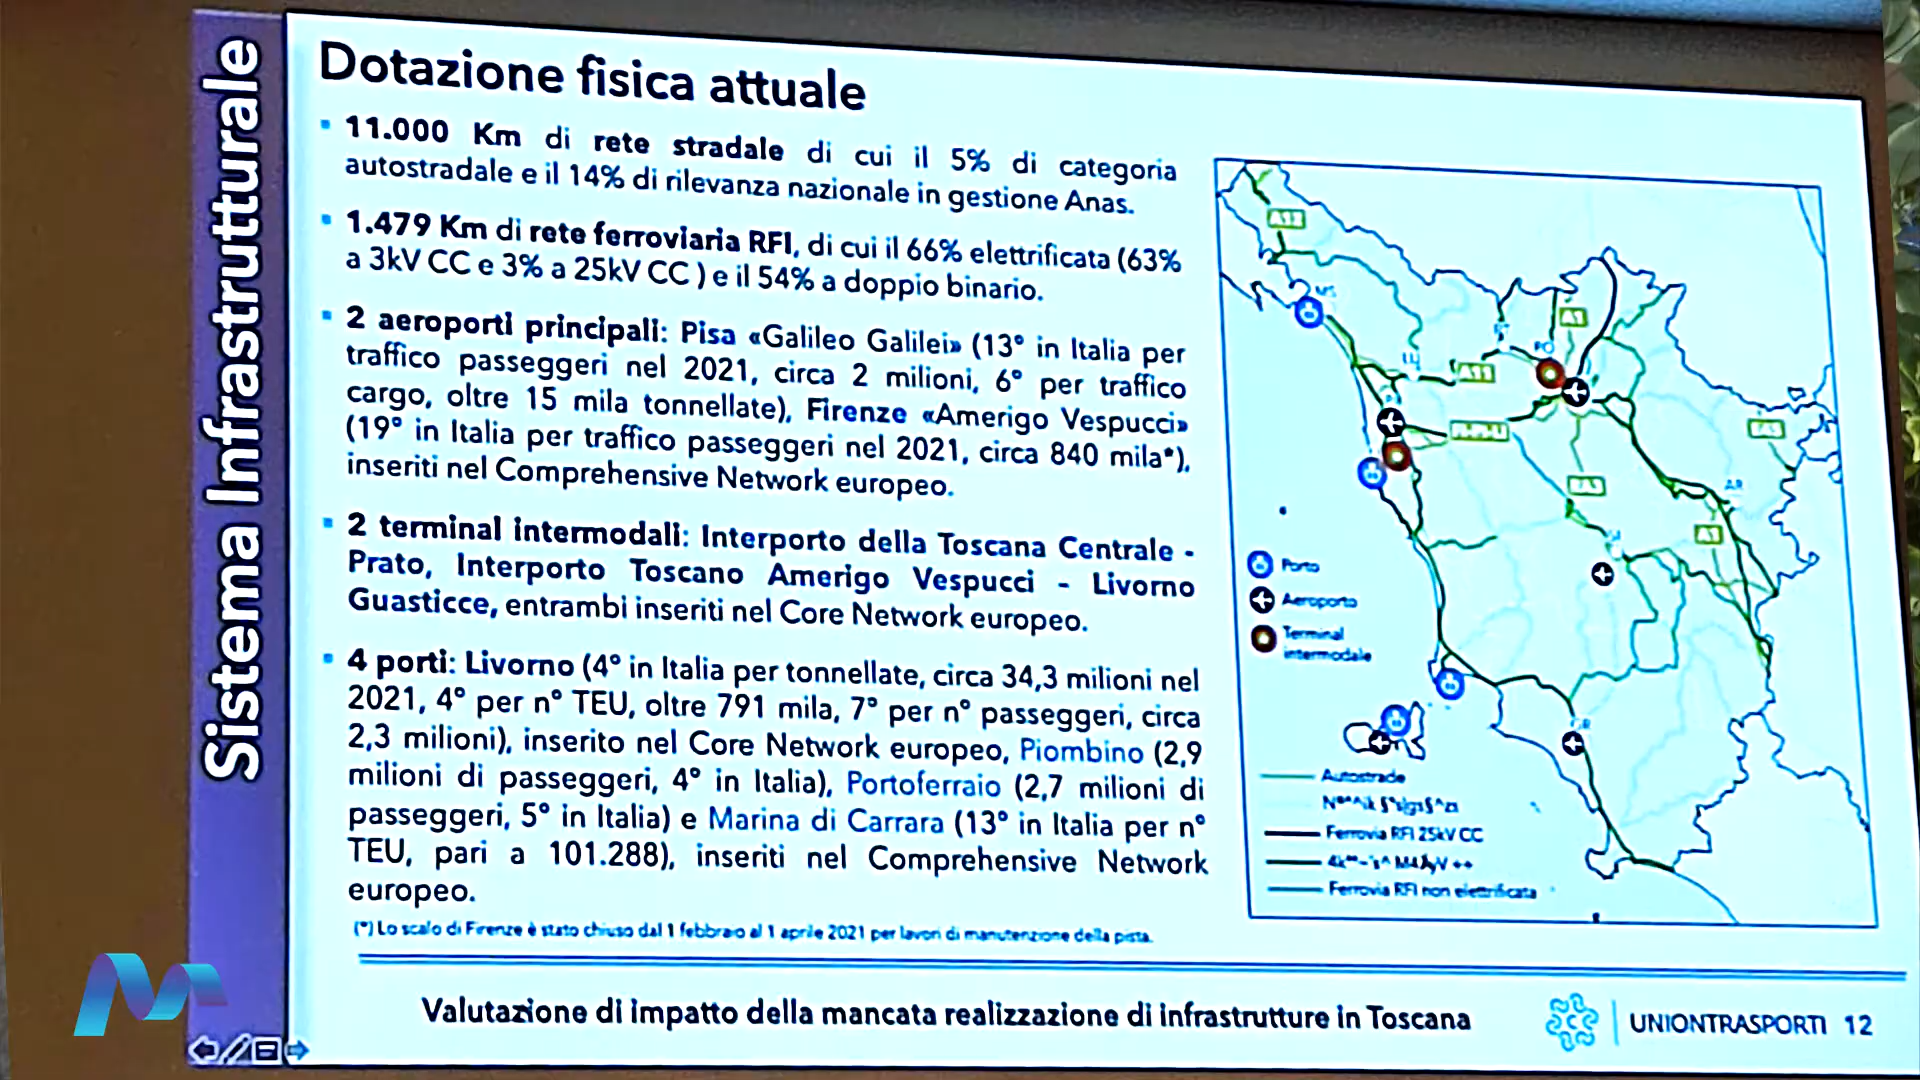 Sistema Infrastrutturale
Dotazione fisica attuale
11.000 Km di rete stradale di cui il 5% di categoria
autostradale e il 14% di rilevanza nazionale in gestione Anas.
1.479 Km di rete ferroviaria RFI, di cui il 66% elettrificata (63%
a 3kV CC e 3% a 25kV CC ) e il 54% a doppio binario.
2 aeroporti principali: Pisa «Galileo Galilei» (13° in Italia per
traffico passeggeri nel 2021, circa 2 milioni, 6° per traffico
cargo, oltre 15 mila tonnellate), Firenze «Amerigo Vespucci»
(19° in Italia per traffico passeggeri nel 2021, circa 840 mila*),
inseriti nel Comprehensive Network europeo.
2 terminal intermodali: Interporto della Toscana Centrale -
Prato, Interporto Toscano Amerigo Vespucci - Livorno
Guasticce, entrambi inseriti nel Core Network europeo.
4 porti: Livorno (4° in Italia per tonnellate, circa 34,3 milioni nel
2021, 4° per n° TEU, oltre 791 mila, 7° per n° passeggeri, circa
2,3 milioni), inserito nel Core Network europeo, Piombino (2,9
milioni di passeggeri, 4° in Italia), Portoferraio (2,7 milioni di
passeggeri, 5° in Italia) e Marina di Carrara (13° in Italia per n°
TEU, pari a 101.288), inseriti nel Comprehensive Network
europeo.
(*) Lo scalo di Firenze è stato chiuso dal 1 febbraio al 1 aprile 2021 per lavori di manutenzione della pista.
A12
MS
A1
PO
A11
AR
A1
GR
Porto
Aeroporto
Terminal
intermodale
Autostrade
Ferrovia RFI 25kV CC
Ferrovia RFI non elettrificata
Valutazione di impatto della mancata realizzazione di infrastrutture in Toscana
UNIONTRASPORTI 12